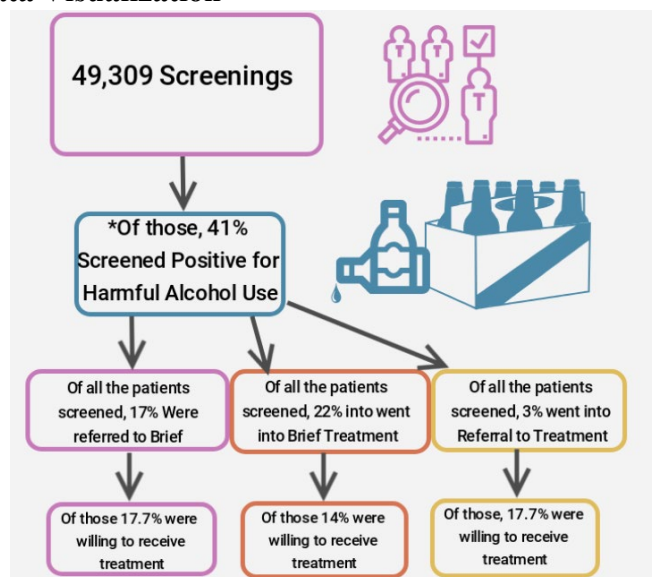 49,309 Screenings
T
T
T
*Of those, 41%
Screened Positive for
Harmful Alcohol Use
Of all the patients
screened, 17% Were
referred to Brief
Of all the patients
screened, 22% into went
into Brief Treatment
Of all the patients
screened, 3% went into
Referral to Treatment
Of those 17.7% were
willing to receive
treatment
Of those 14% were
willing to receive
treatment
Of those, 17.7% were
willing to receive
treatment